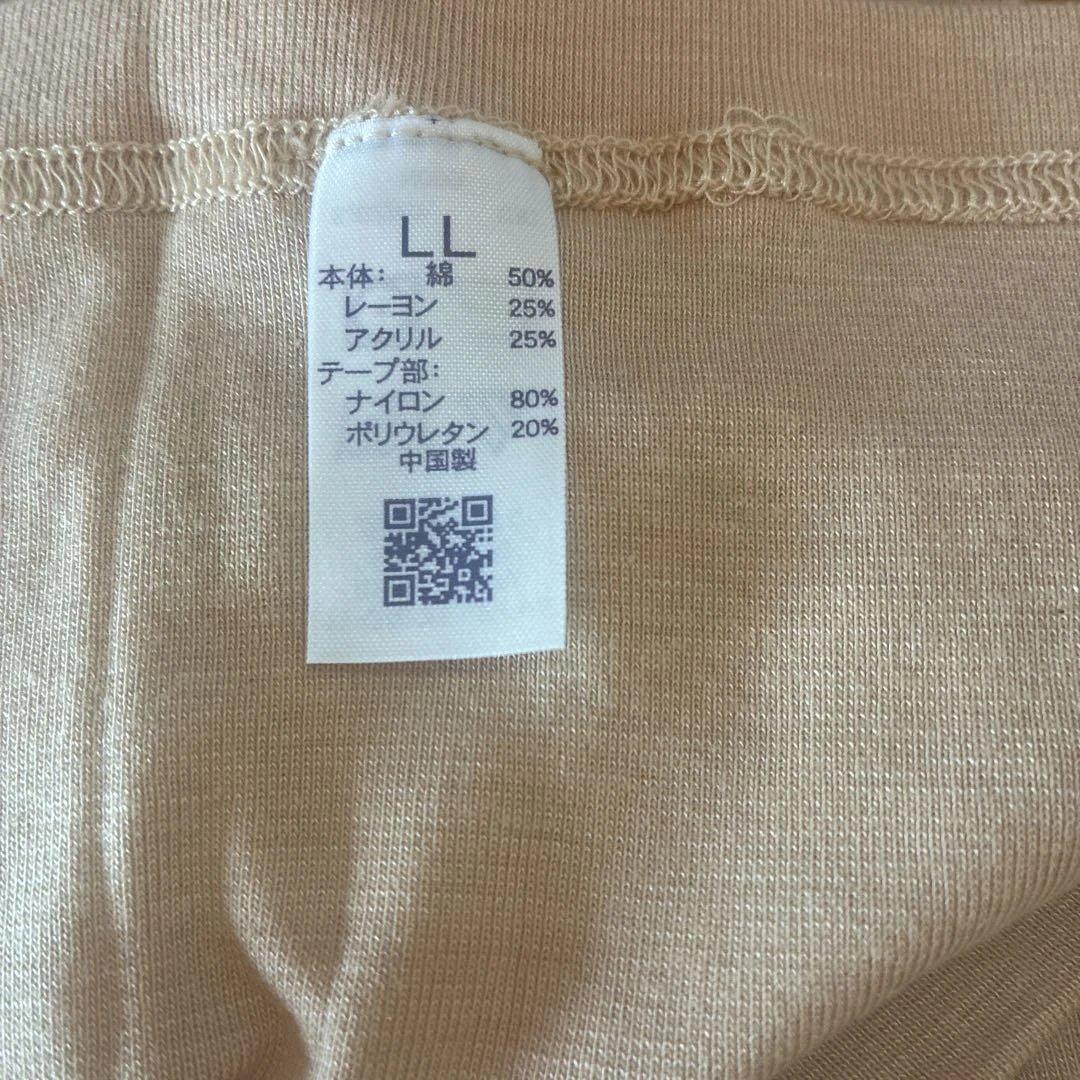 LL
本体: 綿 50%
レーヨン 25%
アクリル 25%
テープ部:
ナイロン 80%
ポリウレタン 20%
中国製